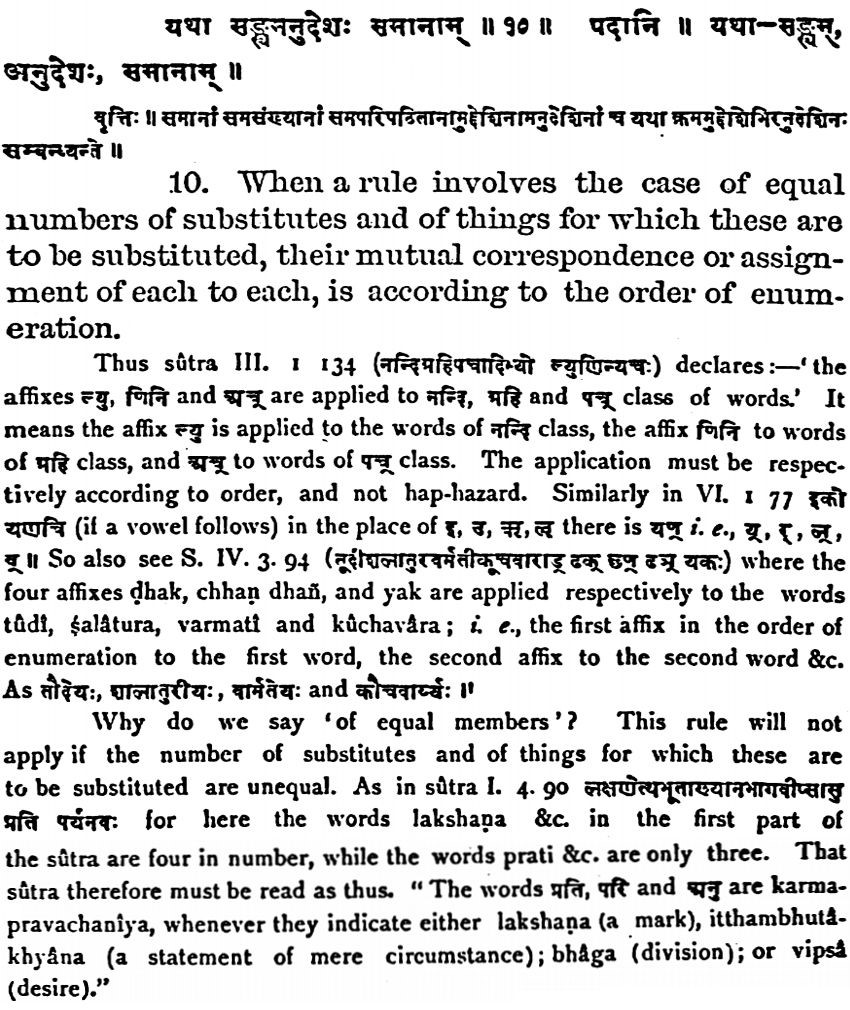 यथा सङ्ख्यमनुदेशः समानाम् ॥ १० ॥ पदानि ॥ यथा-सङ्ख्यम्,
अनुदेशः, समानाम् ॥
वृत्तिः ॥ समानां समसंख्यानां समपरिपठितानामुद्देशिनामनुदेशिनां च यथा क्रममुद्देशिभिरनुदेशिनः
सम्बन्ध्यन्ते ॥
10. When a rule involves the case of equal
numbers of substitutes and of things for which these are
to be substituted, their mutual correspondence or assign-
ment of each to each, is according to the order of enum-
eration.
Thus sûtra III. 1 134 (नन्दिग्रहिपचादिभ्यो ल्युणिन्यचः) declares :—'the
affixes ल्यु, णिनि and अच् are applied to नन्दि, ग्रहि and पच् class of words.' It
means the affix ल्यु is applied to the words of नन्दि class, the affix णिनि to words
of ग्रहि class, and अच् to words of पच् class. The application must be respec-
tively according to order, and not hap-hazard. Similarly in VI. 1 77 इको
यणचि (if a vowel follows) in the place of इ, उ, ऋ, ल there is यण् i. e., य्, र्, ल्,
व् ॥ So also see S. IV. 3. 94 (तूदीशलातुरवर्मतीकूचवाराड् ढक् छण् ढञ् यकः) where the
four affixes ḍhak, chhaṇ dhañ, and yak are applied respectively to the words
tûdî, śalâtura, varmatî and kûchavâra ; i. e., the first affix in the order of
enumeration to the first word, the second affix to the second word &c.
As तौदेयः, शालातुरीयः, वार्मतेयः and कौचवार्य्यः ॥'
Why do we say 'of equal members'? This rule will not
apply if the number of substitutes and of things for which these are
to be substituted are unequal. As in sûtra I. 4. 90 लक्षणेत्थंभूताख्यानभागवीप्सासु
प्रति पर्यनवः for here the words lakshaṇa &c. in the first part of
the sûtra are four in number, while the words prati &c. are only three. That
sûtra therefore must be read as thus. "The words प्रति, परि and अनु are karma-
pravachanîya, whenever they indicate either lakshaṇa (a mark), itthambhutâ-
khyâna (a statement of mere circumstance); bhâga (division); or vipsâ
(desire)."